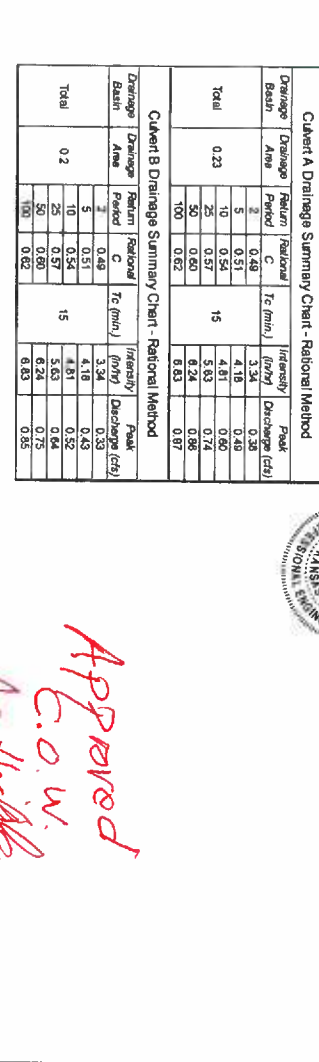 Culvert A Drainage Summary Chart - Rational Method
Drainage Basin Drainage Area Return Period Rational C Tc (min.) Intensity (in/hr) Peak Discharge (cfs)
Total 0.23 15
2 0.49 3.34 0.38
5 0.51 4.18 0.49
10 0.54 4.81 0.60
25 0.57 5.63 0.74
50 0.60 6.24 0.86
100 0.62 6.83 0.97
Culvert B Drainage Summary Chart - Rational Method
Drainage Basin Drainage Area Return Period Rational C Tc (min.) Intensity (in/hr) Peak Discharge (cfs)
Total 0.2 15
2 0.49 3.34 0.33
5 0.51 4.18 0.43
10 0.54 4.81 0.52
25 0.57 5.63 0.64
50 0.60 6.24 0.75
100 0.62 6.83 0.85
Approved
C.O.W.